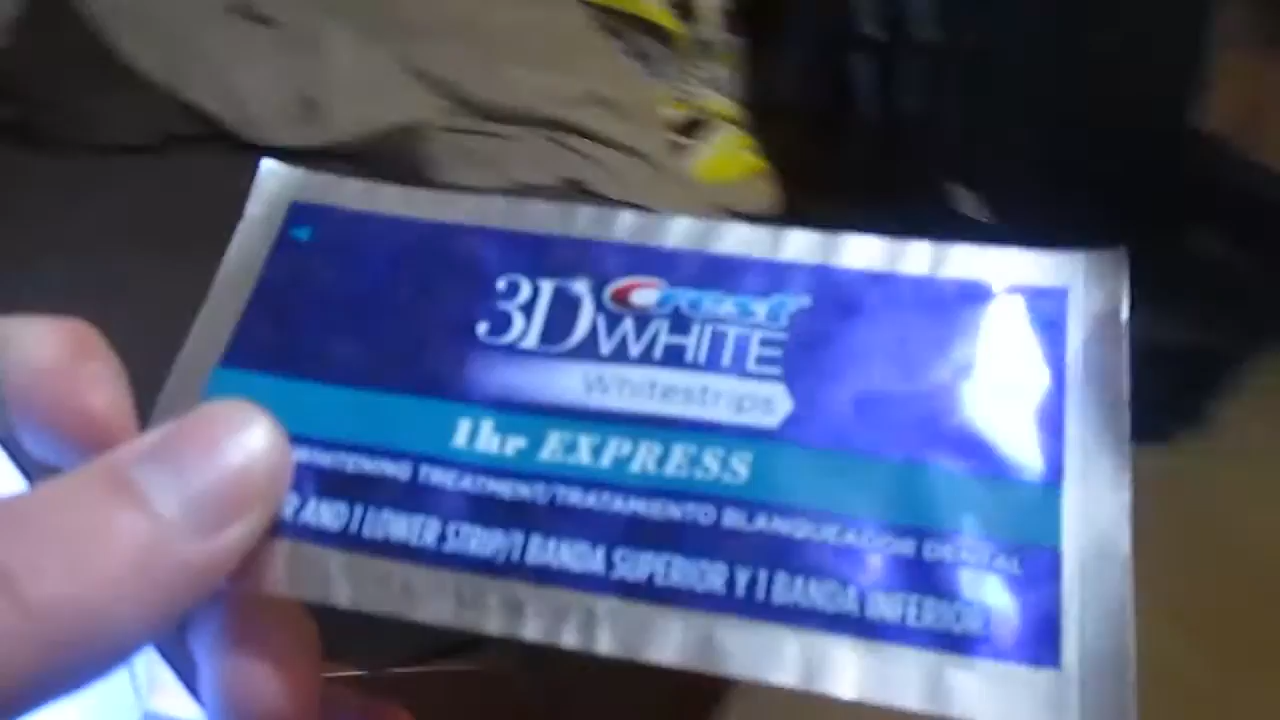 Crest
3D WHITE
Whitestrips
1hr EXPRESS
WHITENING TREATMENT/TRATAMIENTO BLANQUEADOR DENTAL
AND 1 LOWER STRIP/1 BANDA SUPERIOR Y 1 BANDA INFERIOR